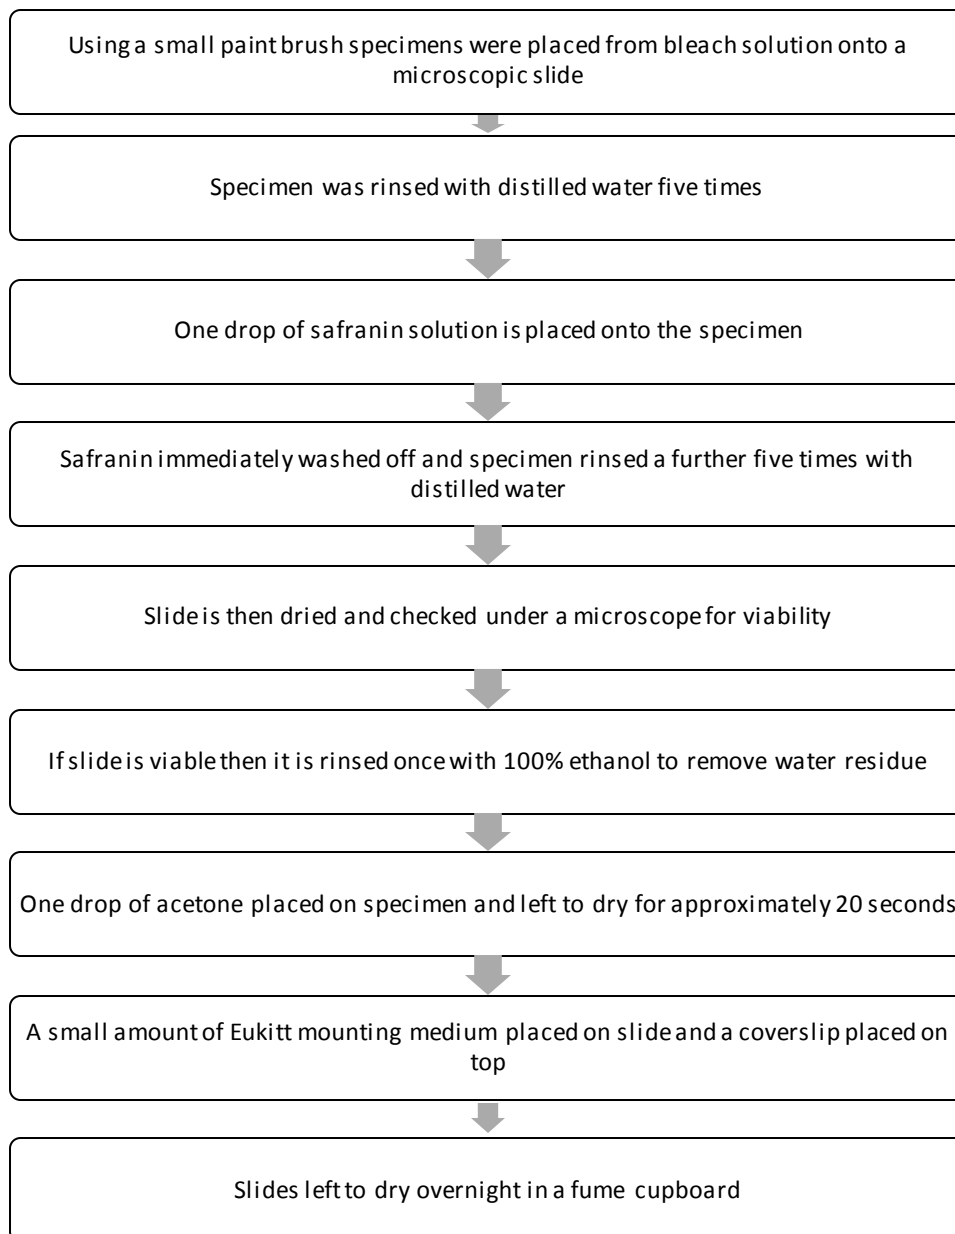 Using a small paint brush specimens were placed from bleach solution onto a
microscopic slide
Specimen was rinsed with distilled water five times
One drop of safranin solution is placed onto the specimen
Safranin immediately washed off and specimen rinsed a further five times with
distilled water
Slide is then dried and checked under a microscope for viability
If slide is viable then it is rinsed once with 100% ethanol to remove water residue
One drop of acetone placed on specimen and left to dry for approximately 20 seconds
A small amount of Eukitt mounting medium placed on slide and a coverslip placed on
top
Slides left to dry overnight in a fume cupboard